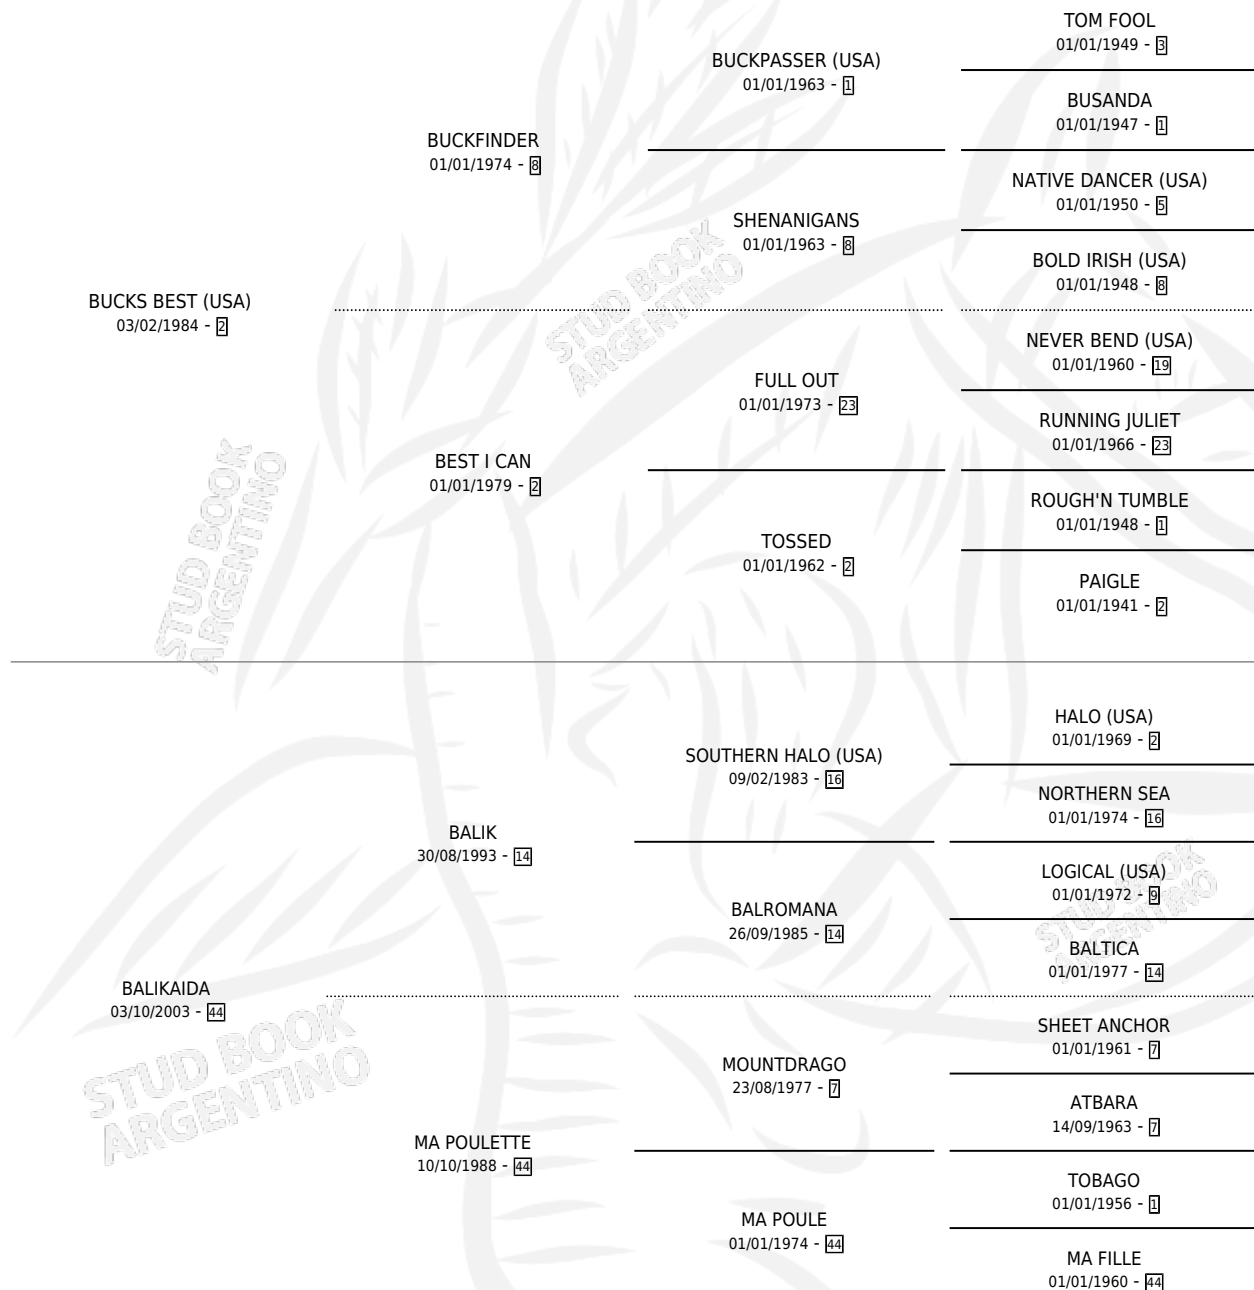 TOM FOOL
01/01/1949 - 3
BUCKPASSER (USA)
01/01/1963 - 1
BUSANDA
01/01/1947 - 1
BUCKFINDER
01/01/1974 - 8
NATIVE DANCER (USA)
01/01/1950 - 5
SHENANIGANS
01/01/1963 - 8
BOLD IRISH (USA)
01/01/1948 - 8
BUCKS BEST (USA)
03/02/1984 - 2
STUD BOOK
ARGENTINO
NEVER BEND (USA)
01/01/1960 - 19
FULL OUT
01/01/1973 - 23
RUNNING JULIET
01/01/1966 - 23
BEST I CAN
01/01/1979 - 2
ROUGH'N TUMBLE
01/01/1948 - 1
TOSSED
01/01/1962 - 2
PAIGLE
01/01/1941 - 2
STUD BOOK
ARGENTINO
HALO (USA)
01/01/1969 - 2
SOUTHERN HALO (USA)
09/02/1983 - 16
NORTHERN SEA
01/01/1974 - 16
BALIK
30/08/1993 - 14
LOGICAL (USA)
01/01/1972 - 9
BALROMANA
26/09/1985 - 14
BALTICA
01/01/1977 - 14
STUD BOOK
ARGENTINO
BALIKAIDA
03/10/2003 - 44
SHEET ANCHOR
01/01/1961 - 7
MOUNTDRAGO
23/08/1977 - 7
ATBARA
14/09/1963 - 7
STUD BOOK
ARGENTINO
MA POULETTE
10/10/1988 - 44
TOBAGO
01/01/1956 - 1
MA POULE
01/01/1974 - 44
MA FILLE
01/01/1960 - 44